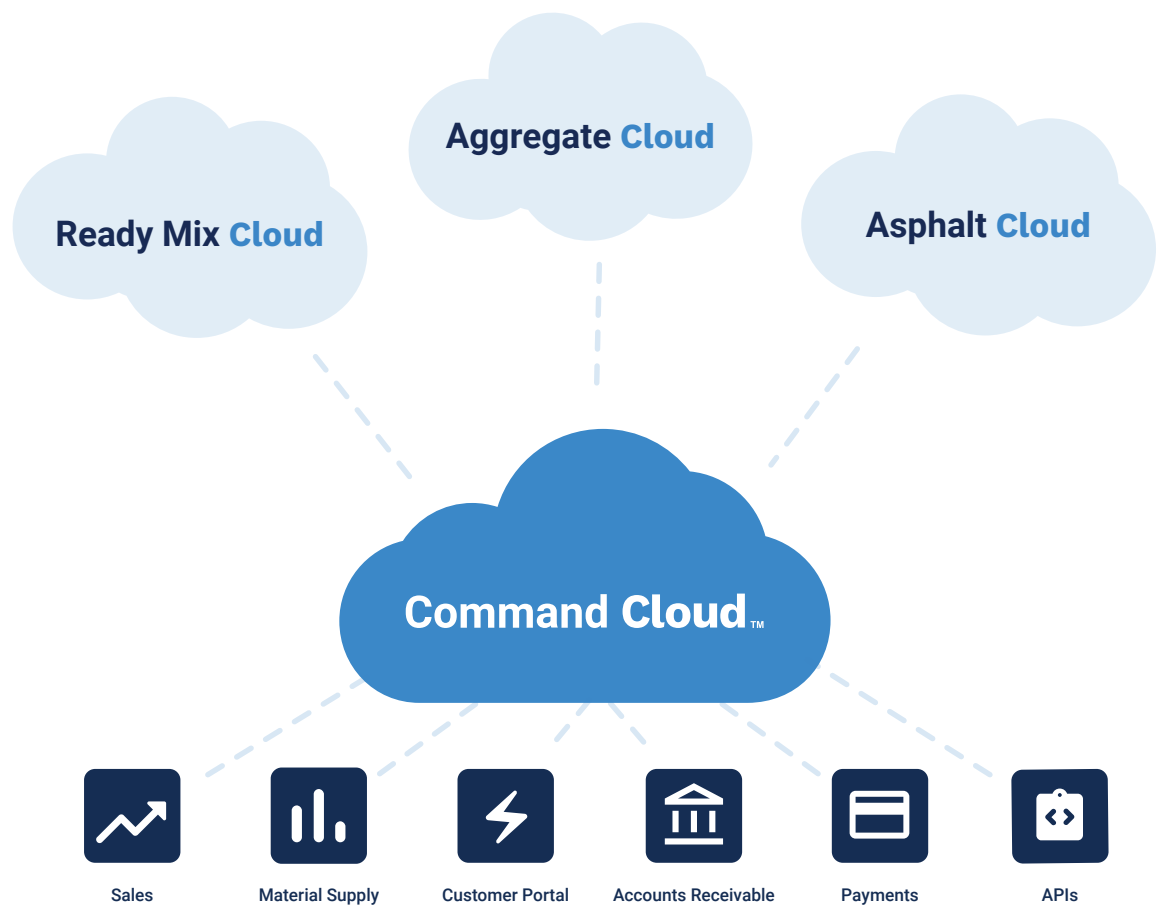 Aggregate Cloud
Ready Mix Cloud
Asphalt Cloud
Command Cloud™
Sales
Material Supply
Customer Portal
Accounts Receivable
Payments
APIs